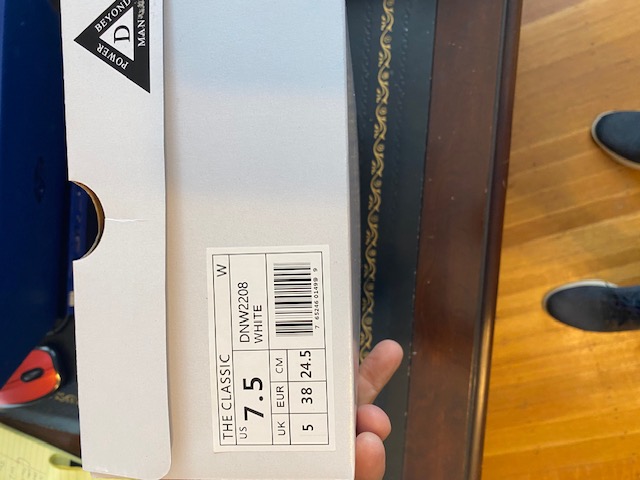 POWER
BEYOND
D
THE CLASSIC W
US 7.5
DNW2208
WHITE
UK EUR CM
5 38 24.5
7 65246 01499 9